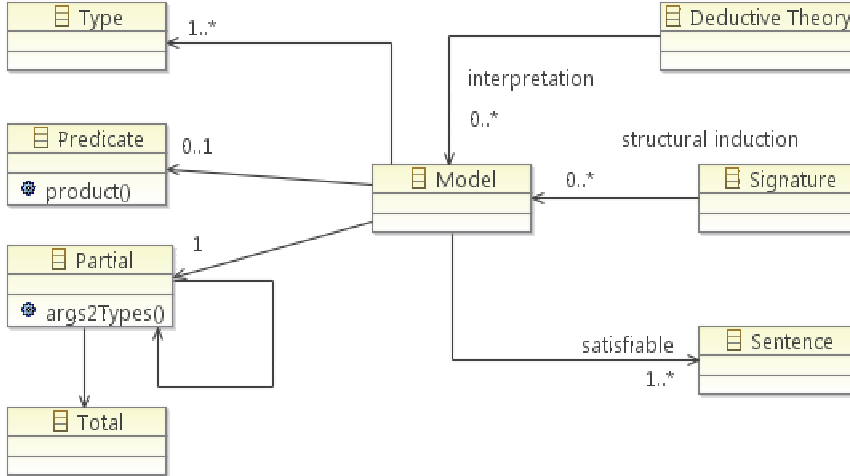 Type
1..*
Deductive Theory
interpretation
0..*
Predicate
product()
0..1
structural induction
Model
0..*
Signature
Partial
args2Types()
1
satisfiable
1..*
Sentence
Total